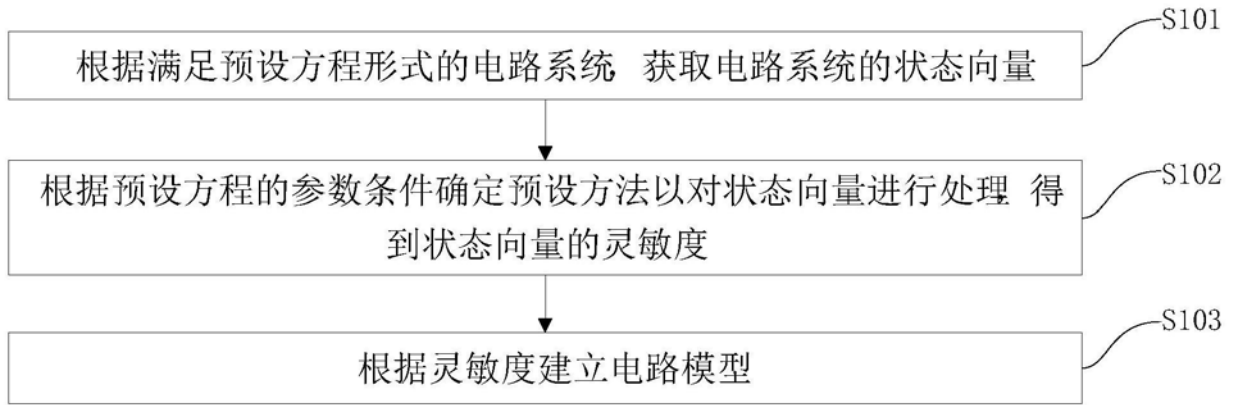 S101
根据满足预设方程形式的电路系统,获取电路系统的状态向量
S102
根据预设方程的参数条件确定预设方法以对状态向量进行处理,得
到状态向量的灵敏度
S103
根据灵敏度建立电路模型